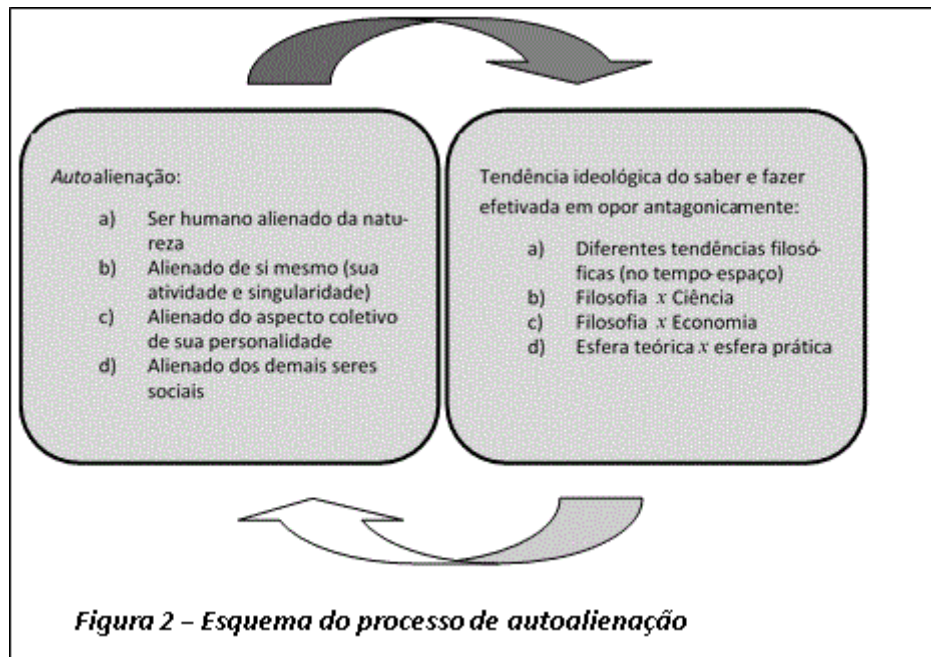 Autoalienação:
a) Ser humano alienado da natu-
reza
b) Alienado de si mesmo (sua
atividade e singularidade)
c) Alienado do aspecto coletivo
de sua personalidade
d) Alienado dos demais seres
sociais
Tendência ideológica do saber e fazer
efetivada em opor antagonicamente:
a) Diferentes tendências filosó-
ficas (no tempo-espaço)
b) Filosofia x Ciência
c) Filosofia x Economia
d) Esfera teórica x esfera prática
Figura 2 – Esquema do processo de autoalienação